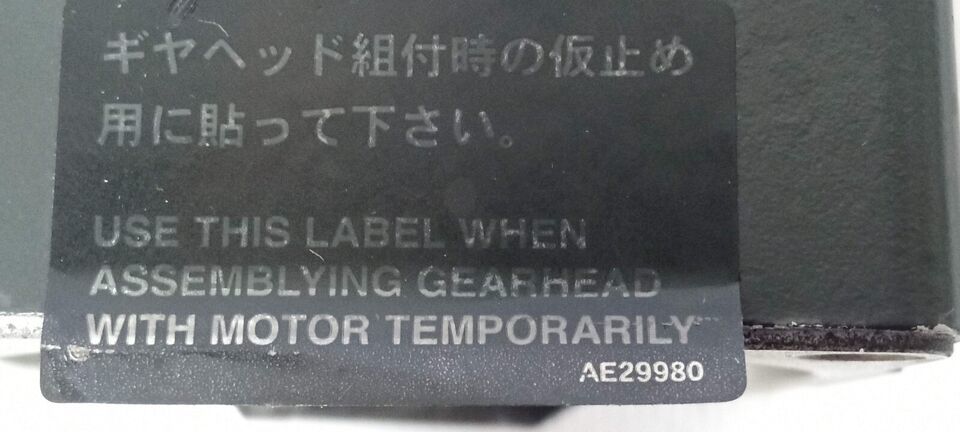 ギヤヘッド組付時の仮止め
用に貼って下さい。
USE THIS LABEL WHEN
ASSEMBLYING GEARHEAD
WITH MOTOR TEMPORARILY
AE29980